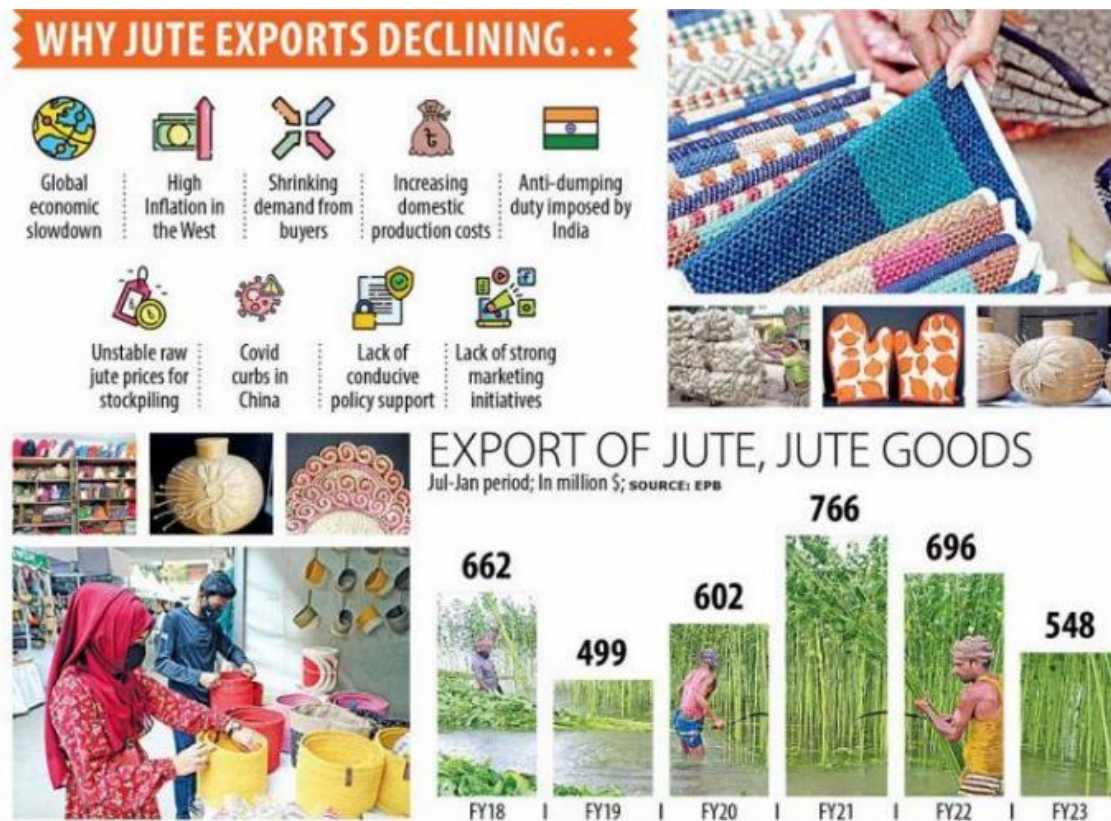 WHY JUTE EXPORTS DECLINING...
Global
economic
slowdown
High
Inflation in
the West
Shrinking
demand from
buyers
Increasing
domestic
production costs
Anti-dumping
duty imposed by
India
Unstable raw
jute prices for
stockpiling
Covid
curbs in
China
Lack of
conducive
policy support
Lack of strong
marketing
initiatives
EXPORT OF JUTE, JUTE GOODS
Jul-Jan period; In million $; SOURCE: EPB
662
499
602
766
696
548
FY18
FY19
FY20
FY21
FY22
FY23